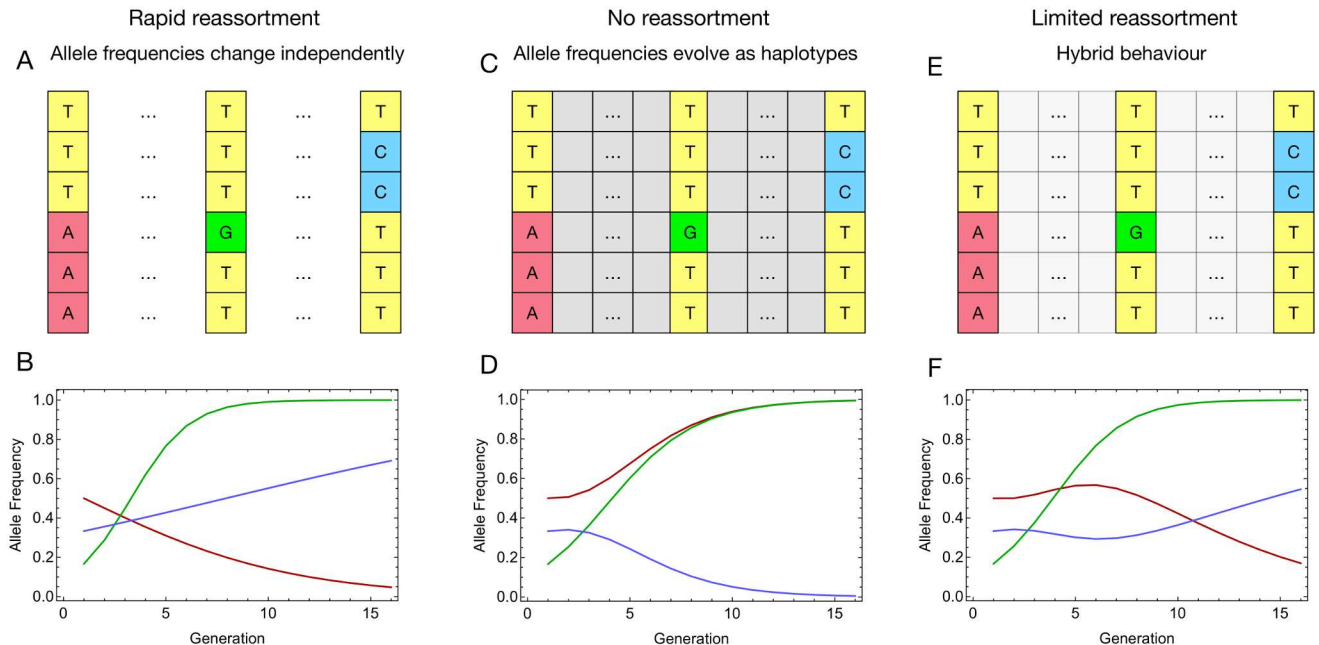 Rapid reassortment
Allele frequencies change independently
A
T ... T ... T
T ... T ... C
T ... T ... C
A ... G ... T
A ... T ... T
A ... T ... T
B
1.0
0.8
0.6
0.4
0.2
0.0
Allele Frequency
0 5 10 15
Generation
No reassortment
Allele frequencies evolve as haplotypes
C
T ... T ... T
T ... T ... C
T ... T ... C
A ... G ... T
A ... T ... T
A ... T ... T
D
1.0
0.8
0.6
0.4
0.2
0.0
Allele Frequency
0 5 10 15
Generation
Limited reassortment
Hybrid behaviour
E
T ... T ... T
T ... T ... C
T ... T ... C
A ... G ... T
A ... T ... T
A ... T ... T
F
1.0
0.8
0.6
0.4
0.2
0.0
Allele Frequency
0 5 10 15
Generation